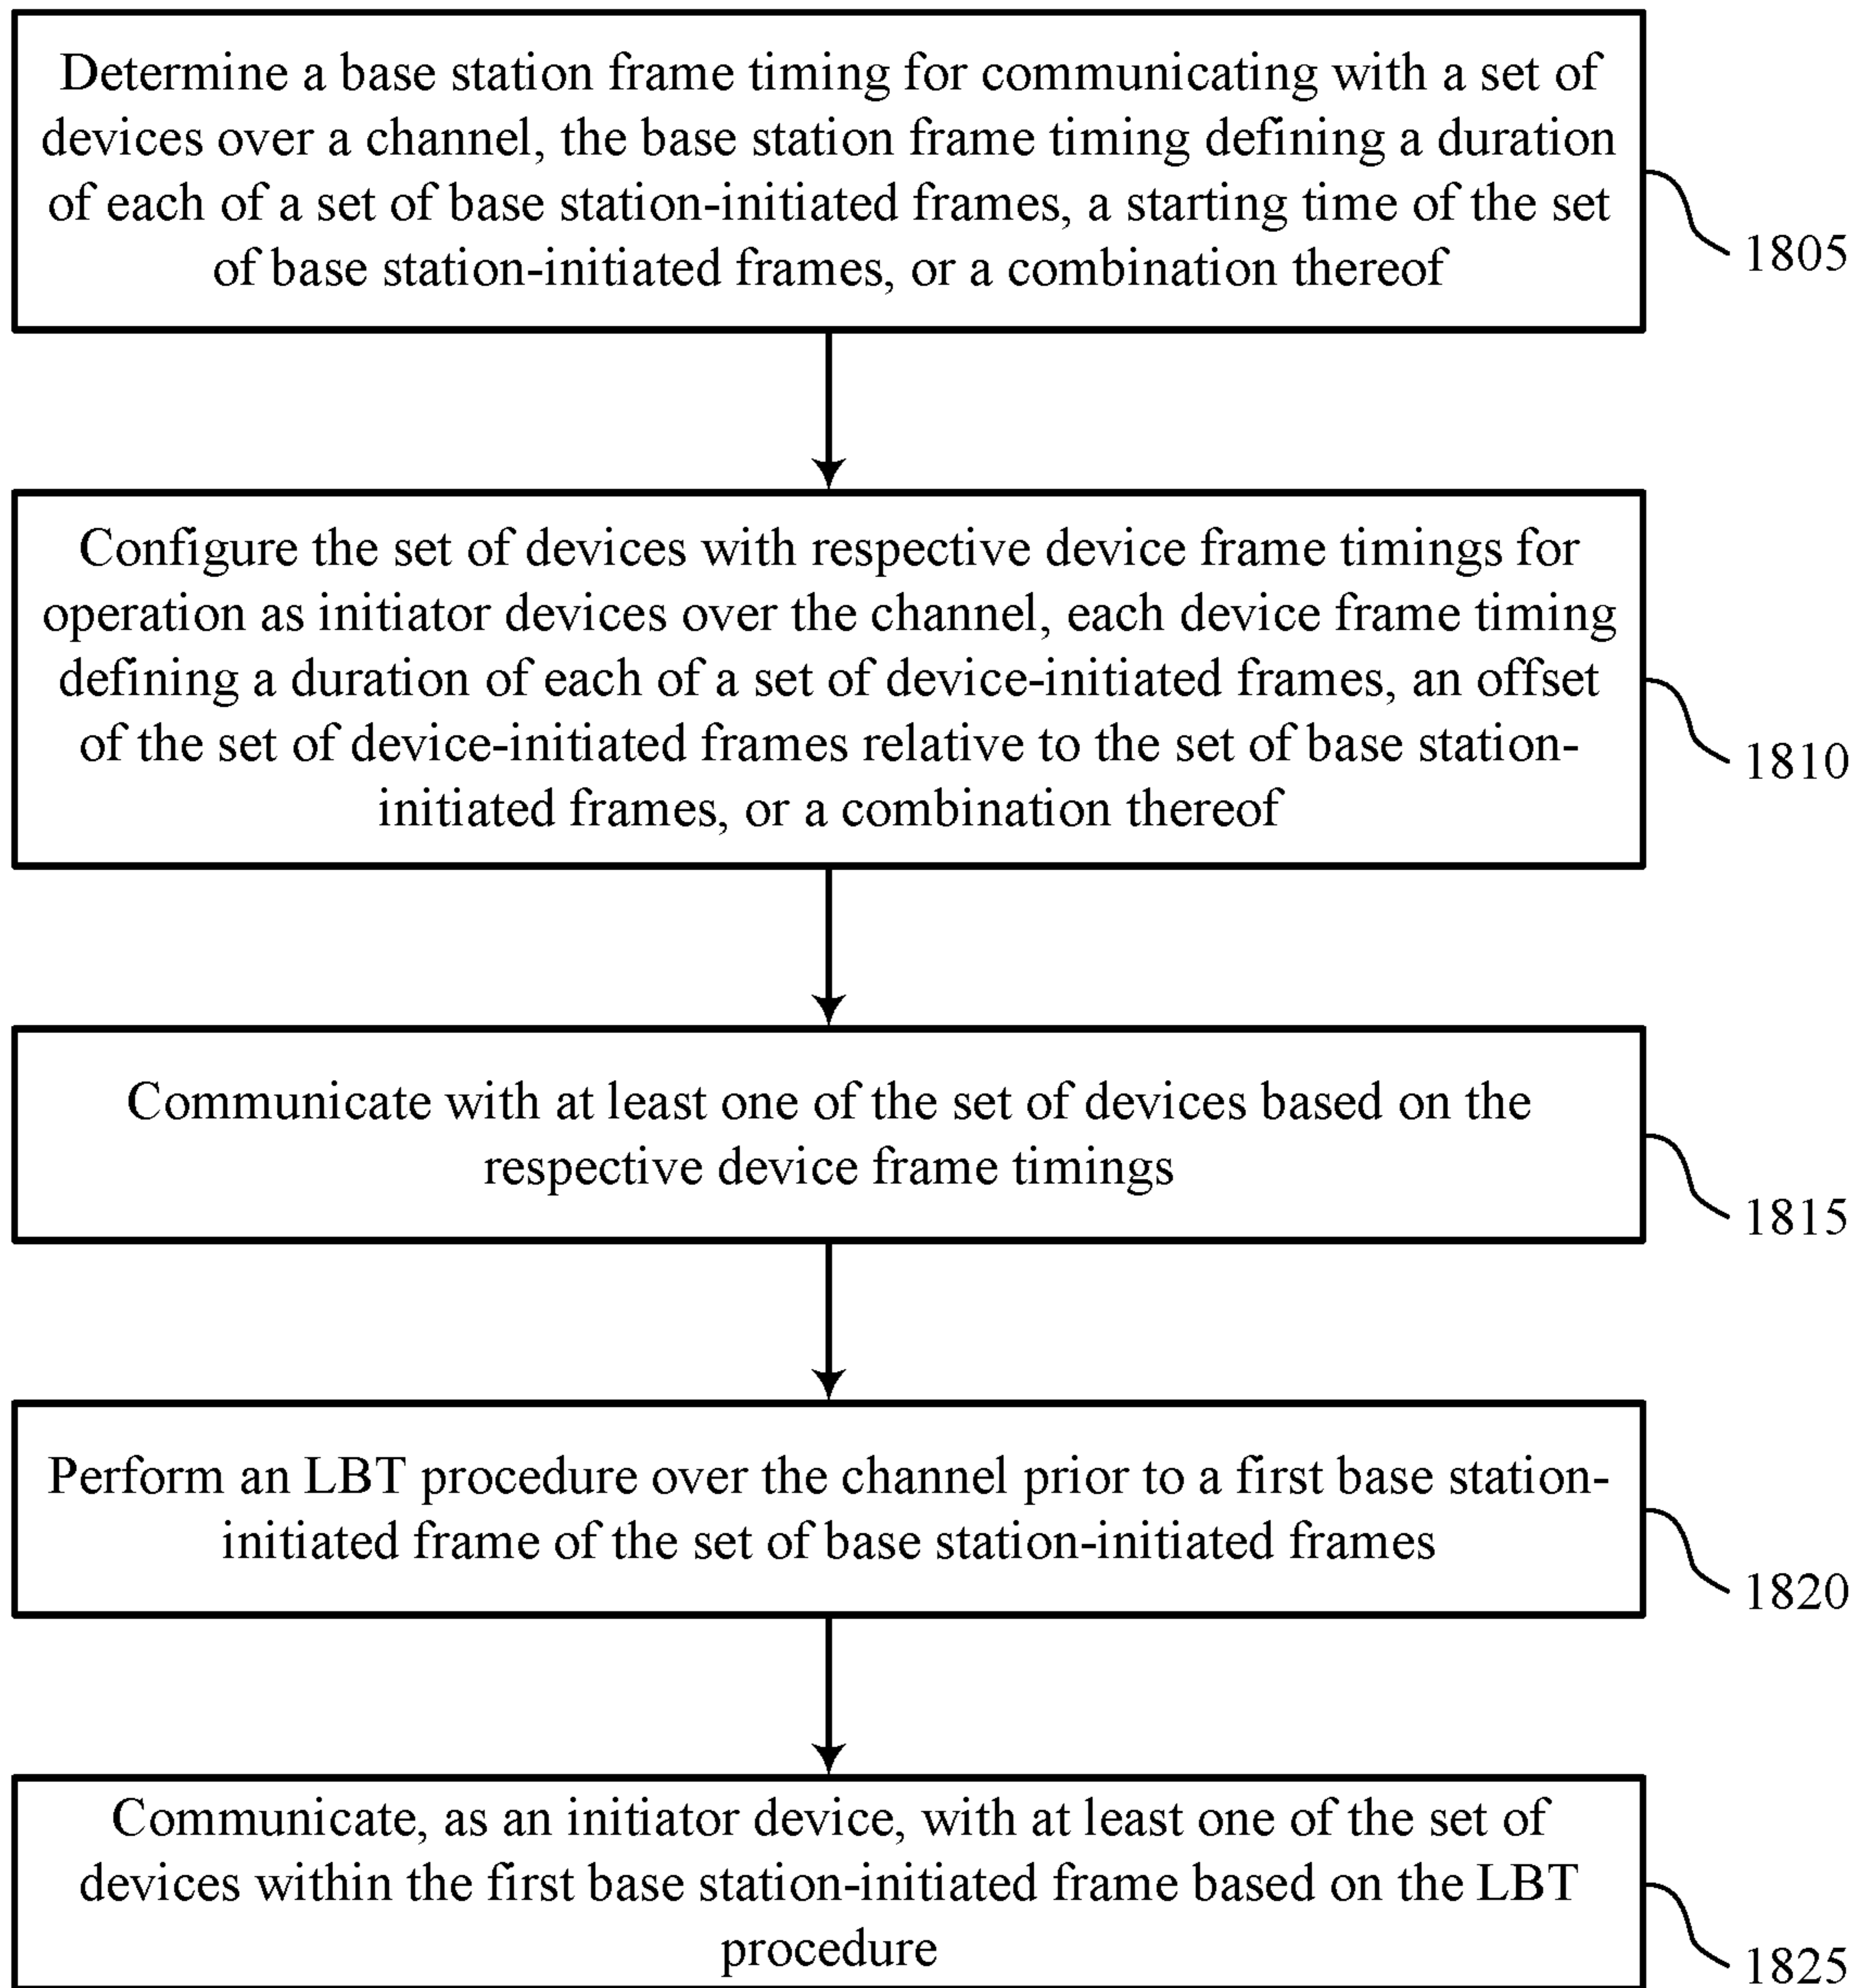 Determine a base station frame timing for communicating with a set of
devices over a channel, the base station frame timing defining a duration
of each of a set of base station-initiated frames, a starting time of the set
of base station-initiated frames, or a combination thereof
1805
Configure the set of devices with respective device frame timings for
operation as initiator devices over the channel, each device frame timing
defining a duration of each of a set of device-initiated frames, an offset
of the set of device-initiated frames relative to the set of base station-
initiated frames, or a combination thereof
1810
Communicate with at least one of the set of devices based on the
respective device frame timings
1815
Perform an LBT procedure over the channel prior to a first base station-
initiated frame of the set of base station-initiated frames
1820
Communicate, as an initiator device, with at least one of the set of
devices within the first base station-initiated frame based on the LBT
procedure
1825